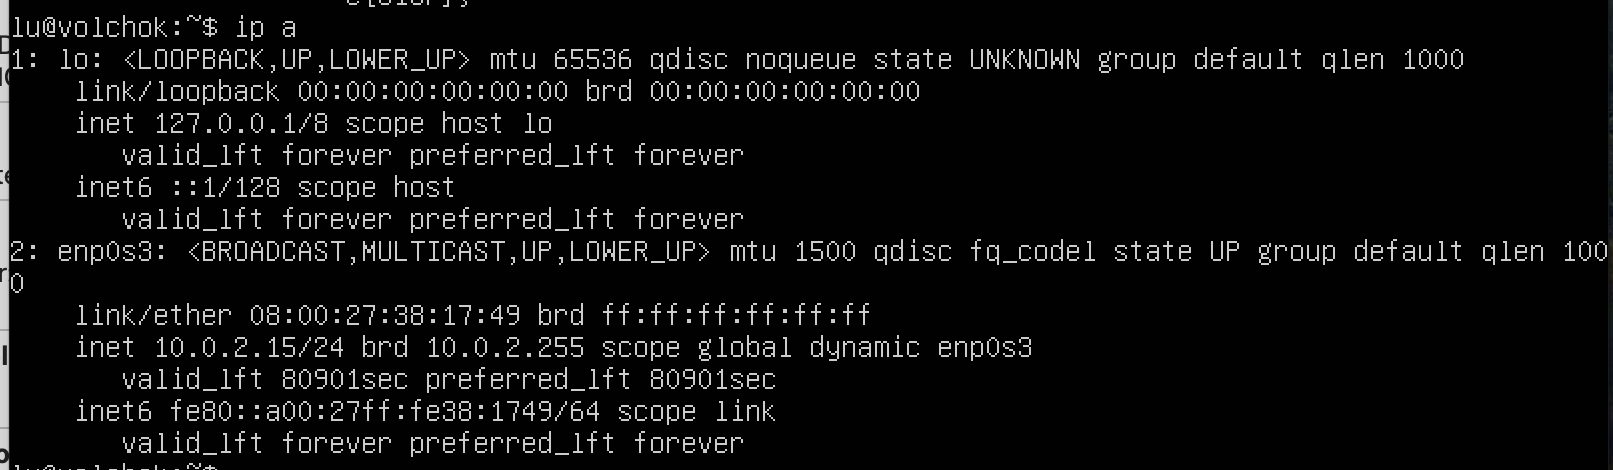 lu@volchok:~$ ip a
1: lo: <LOOPBACK,UP,LOWER_UP> mtu 65536 qdisc noqueue state UNKNOWN group default qlen 1000
    link/loopback 00:00:00:00:00:00 brd 00:00:00:00:00:00
    inet 127.0.0.1/8 scope host lo
       valid_lft forever preferred_lft forever
    inet6 ::1/128 scope host
       valid_lft forever preferred_lft forever
2: enp0s3: <BROADCAST,MULTICAST,UP,LOWER_UP> mtu 1500 qdisc fq_codel state UP group default qlen 100
0
    link/ether 08:00:27:38:17:49 brd ff:ff:ff:ff:ff:ff
    inet 10.0.2.15/24 brd 10.0.2.255 scope global dynamic enp0s3
       valid_lft 80901sec preferred_lft 80901sec
    inet6 fe80::a00:27ff:fe38:1749/64 scope link
       valid_lft forever preferred_lft forever
lu@volchok:~$